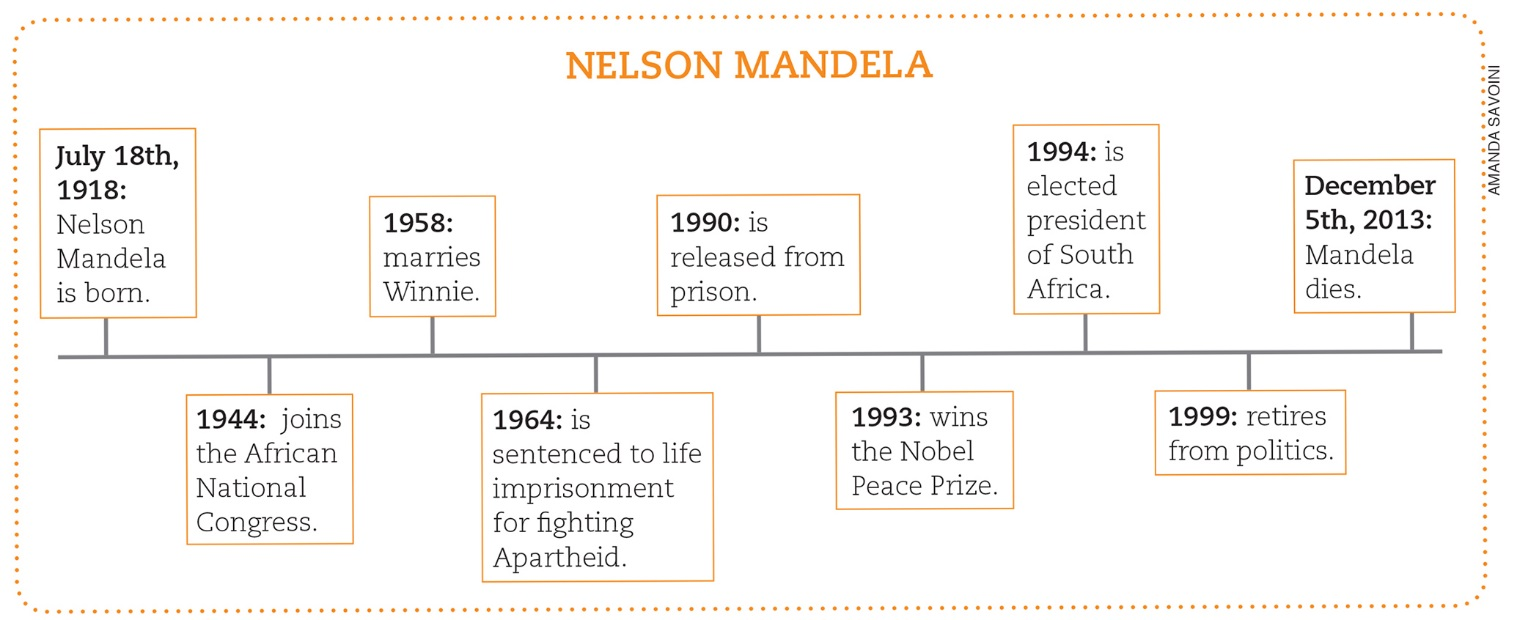 NELSON MANDELA
July 18th,
1918:
Nelson
Mandela
is born.
1944: joins
the African
National
Congress.
1958:
marries
Winnie.
1964: is
sentenced to life
imprisonment
for fighting
Apartheid.
1990: is
released from
prison.
1993: wins
the Nobel
Peace Prize.
1994: is
elected
president
of South
Africa.
1999: retires
from politics.
December
5th, 2013:
Mandela
dies.
AMANDA SAVOINI